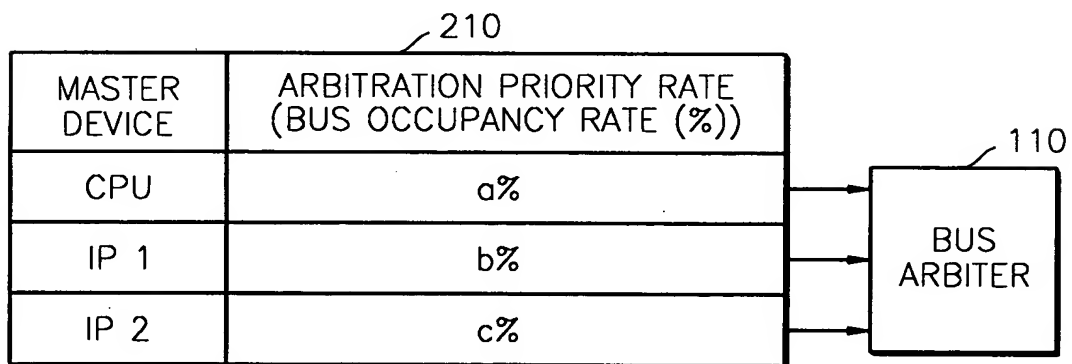 210
MASTER DEVICE
ARBITRATION PRIORITY RATE
(BUS OCCUPANCY RATE (%))
110
CPU
a%
IP 1
b%
IP 2
c%
BUS
ARBITER